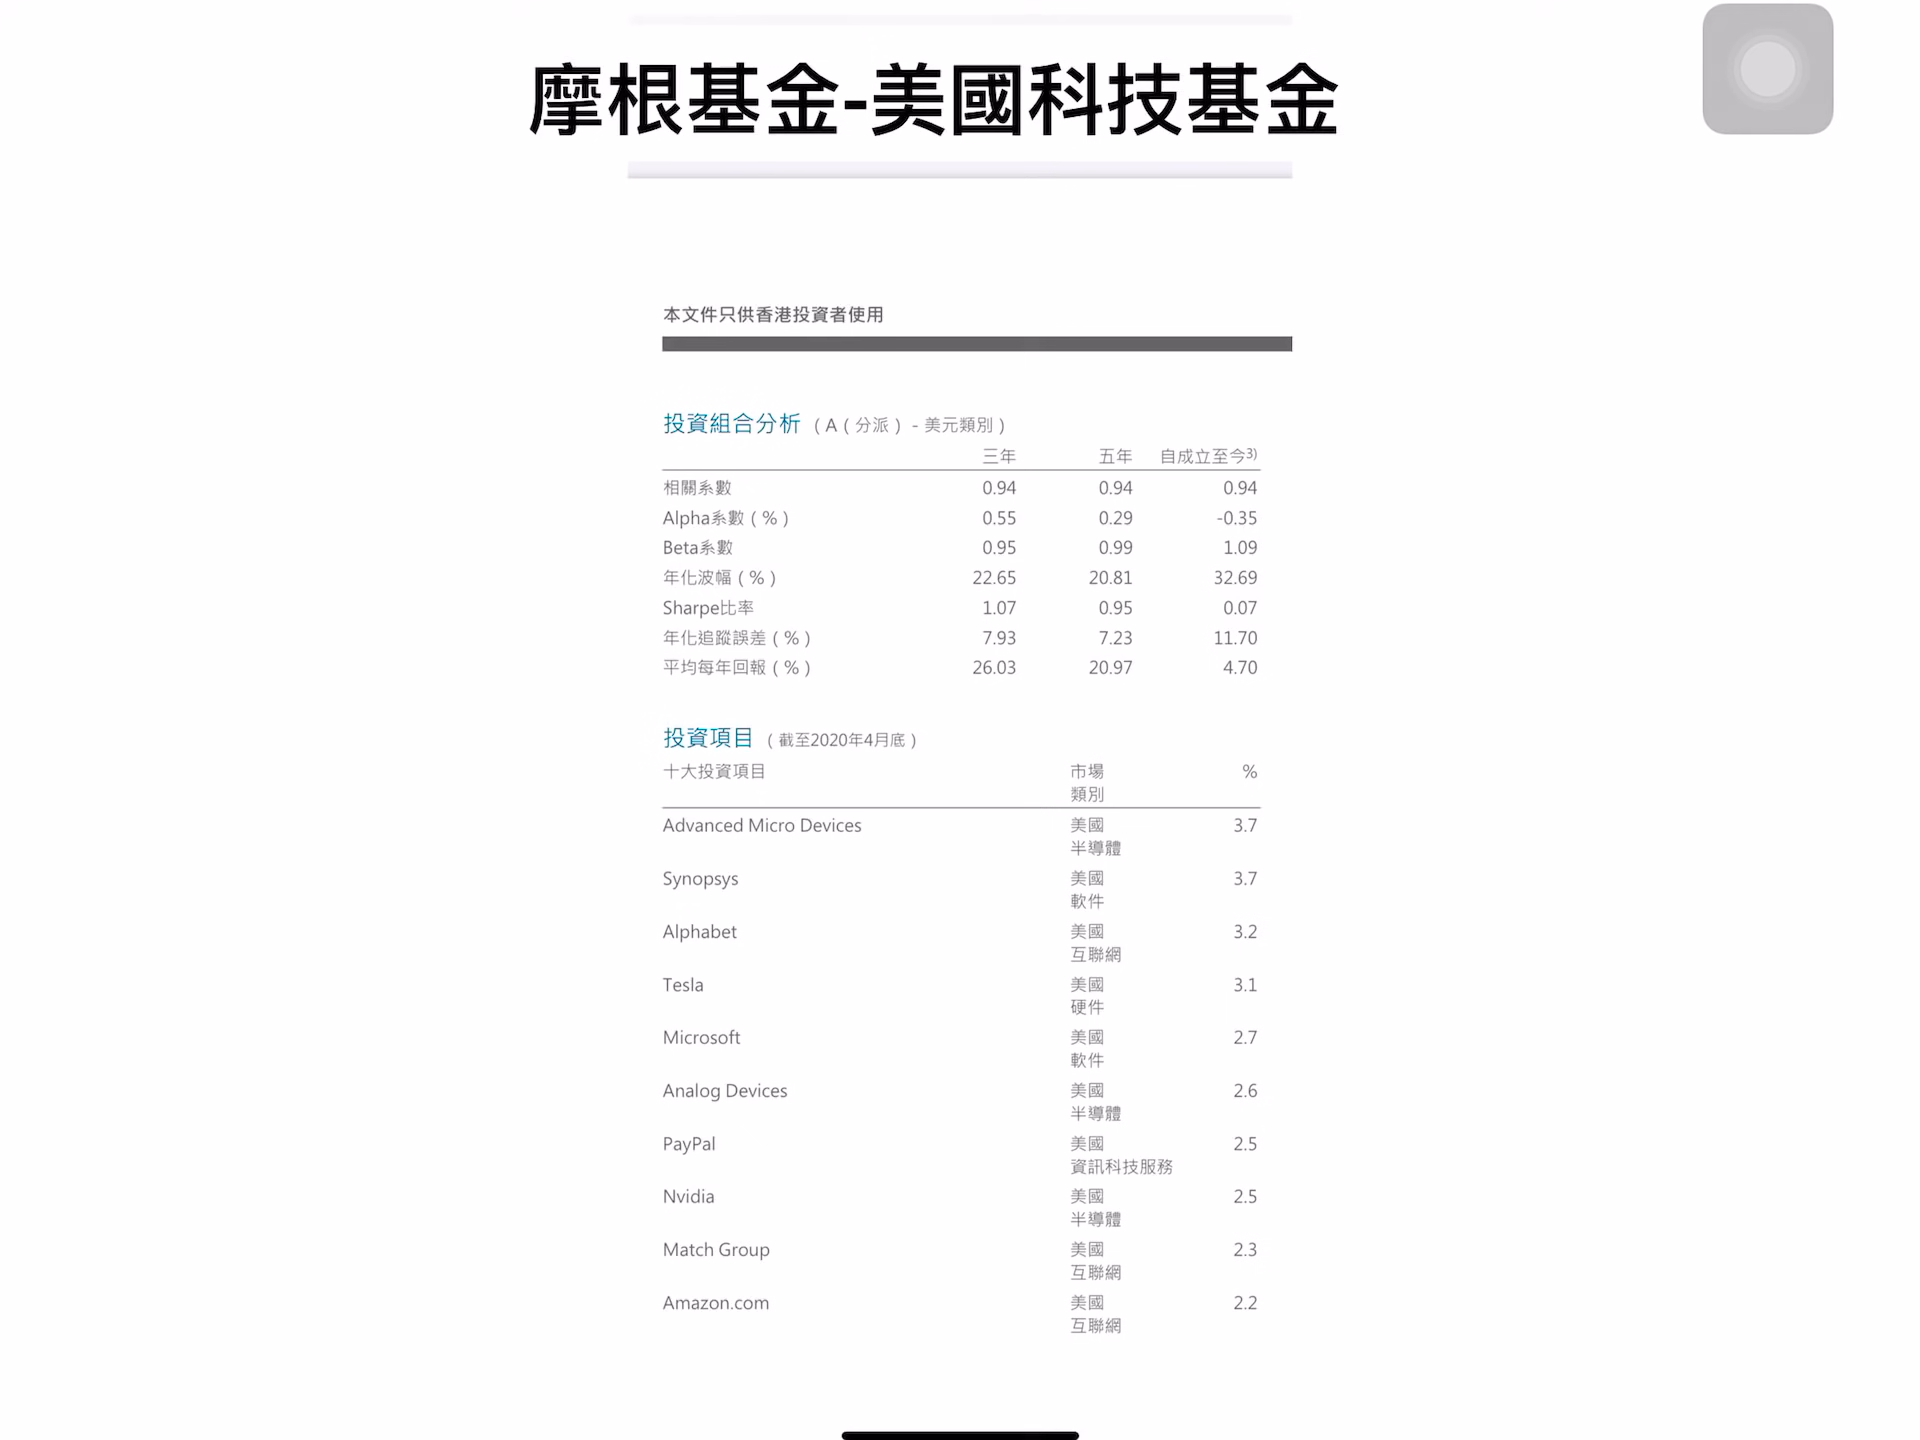 摩根基金-美國科技基金
本文件只供香港投資者使用
投資組合分析 (A(分派) - 美元類別)
三年 五年 自成立至今3)
相關系數 0.94 0.94 0.94
Alpha系數(%) 0.55 0.29 -0.35
Beta系數 0.95 0.99 1.09
年化波幅(%) 22.65 20.81 32.69
Sharpe比率 1.07 0.95 0.07
年化追蹤誤差(%) 7.93 7.23 11.70
平均每年回報(%) 26.03 20.97 4.70
投資項目 (截至2020年4月底)
十大投資項目 市場 %
類別
Advanced Micro Devices 美國 3.7
半導體
Synopsys 美國 3.7
軟件
Alphabet 美國 3.2
互聯網
Tesla 美國 3.1
硬件
Microsoft 美國 2.7
軟件
Analog Devices 美國 2.6
半導體
PayPal 美國 2.5
資訊科技服務
Nvidia 美國 2.5
半導體
Match Group 美國 2.3
互聯網
Amazon.com 美國 2.2
互聯網